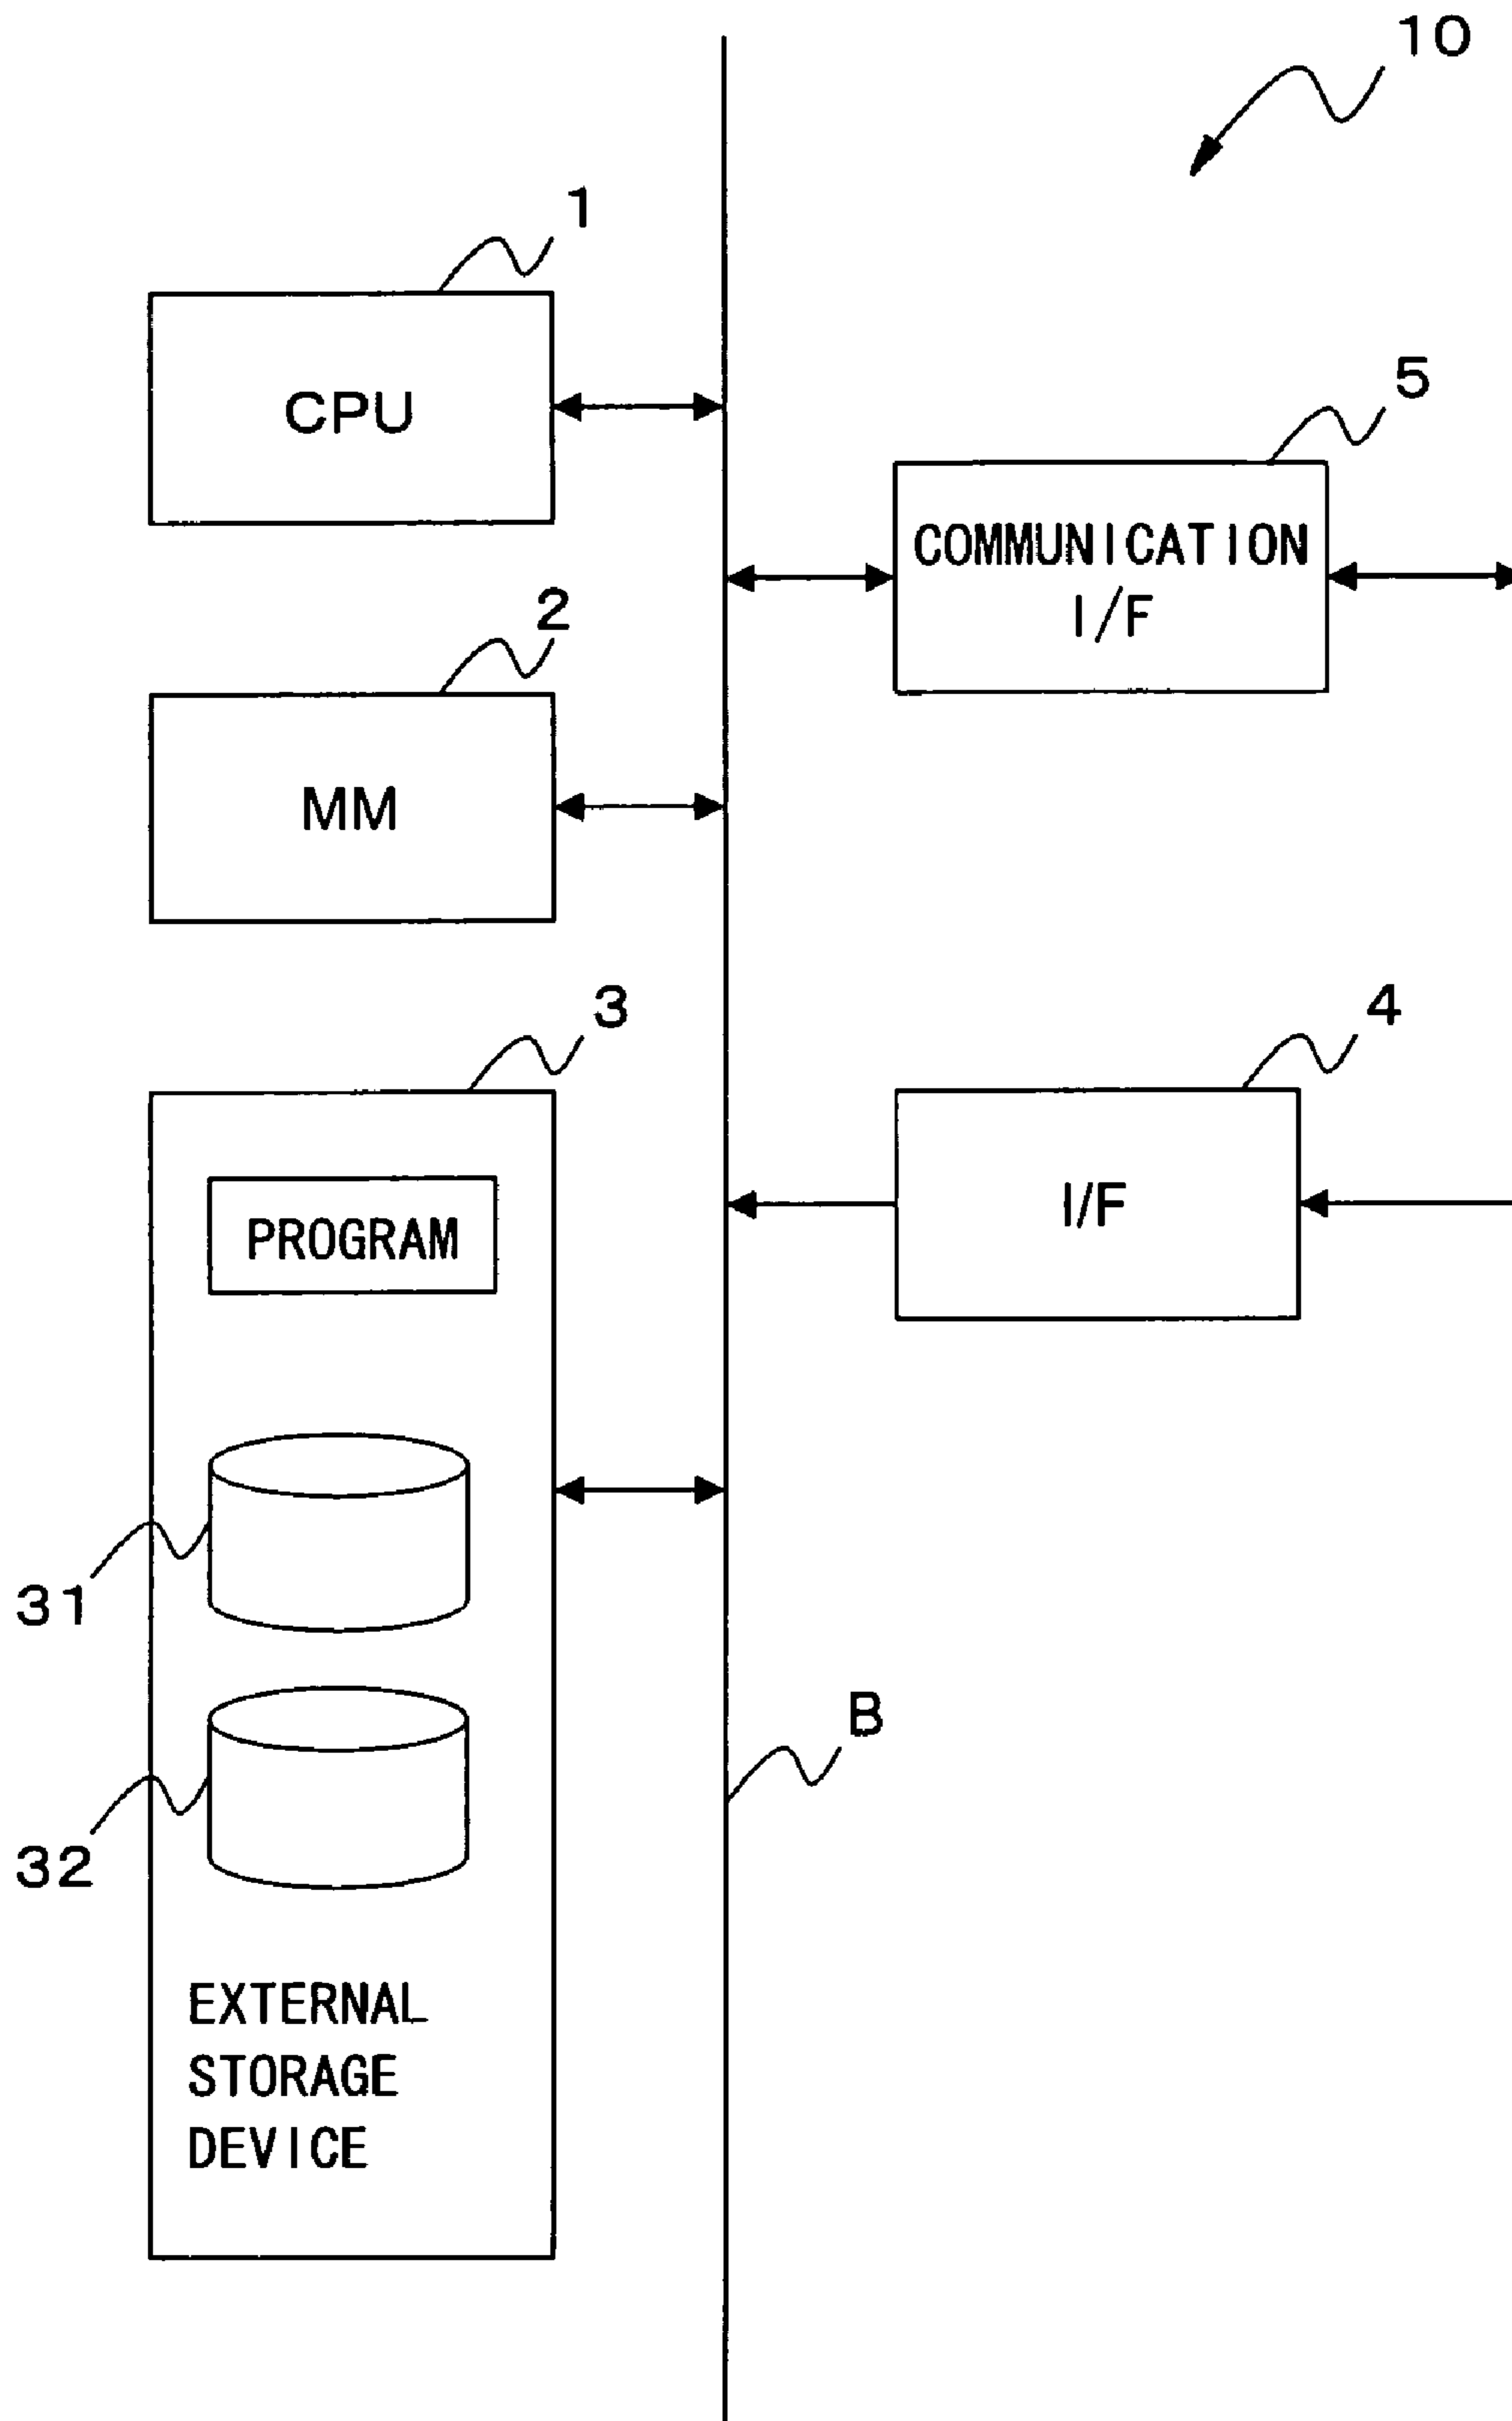 10
1
CPU
5
COMMUNICATION
I/F
2
MM
3
4
PROGRAM
I/F
31
B
32
EXTERNAL
STORAGE
DEVICE